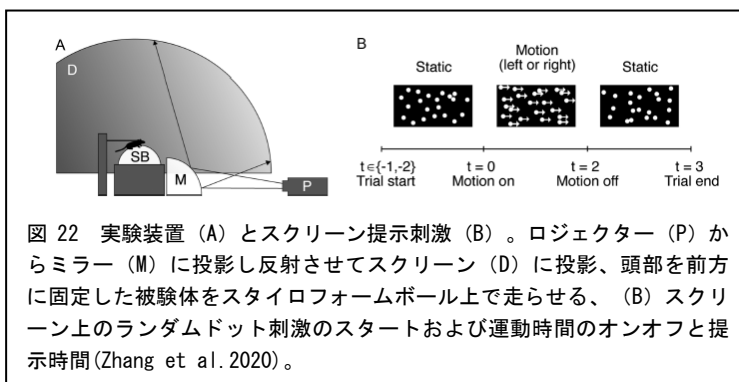 A
D
SB
M
P
B
Static
Motion
(left or right)
Static
t∈{-1,-2}
Trial start
t = 0
Motion on
t = 2
Motion off
t = 3
Trial end
図 22 実験装置（A）とスクリーン提示刺激（B）。ロジェクター（P）か
らミラー（M）に投影し反射させてスクリーン（D）に投影、頭部を前方
に固定した被験体をスタイロフォームボール上で走らせる、（B）スクリ
ーン上のランダムドット刺激のスタートおよび運動時間のオンオフと提
示時間(Zhang et al.2020)。